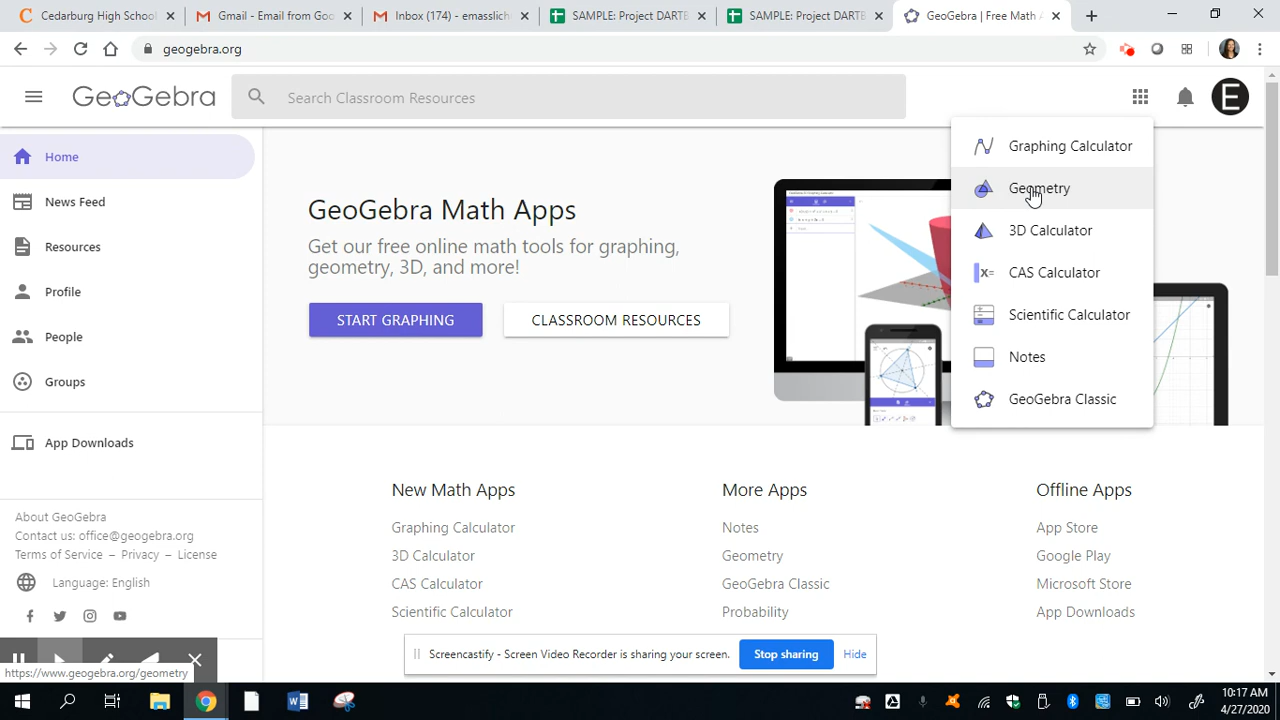 Cedarburg High School
Gmail - Email from Goo
Inbox (174) - emasslich
SAMPLE: Project DARTB
SAMPLE: Project DARTB
GeoGebra | Free Math A
geogebra.org
GeoGebra
Search Classroom Resources
E
Home
News Feed
Resources
Profile
People
Groups
App Downloads
About GeoGebra
Contact us: office@geogebra.org
Terms of Service – Privacy – License
Language: English
https://www.geogebra.org/geometry
GeoGebra Math Apps
Get our free online math tools for graphing,
geometry, 3D, and more!
START GRAPHING
CLASSROOM RESOURCES
Graphing Calculator
Geometry
3D Calculator
CAS Calculator
Scientific Calculator
Notes
GeoGebra Classic
New Math Apps
Graphing Calculator
3D Calculator
CAS Calculator
Scientific Calculator
More Apps
Notes
Geometry
GeoGebra Classic
Probability
Offline Apps
App Store
Google Play
Microsoft Store
App Downloads
Screencastify - Screen Video Recorder is sharing your screen.
Stop sharing
Hide
10:17 AM
4/27/2020